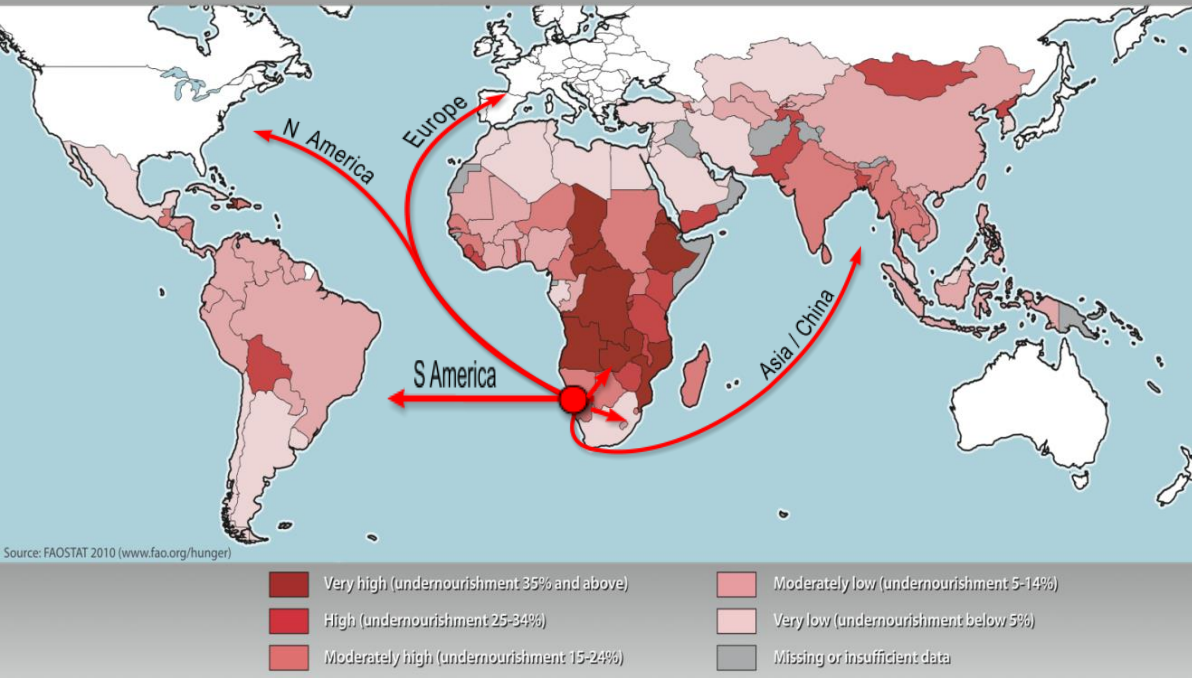 Europe
N America
S America
Asia / China
Source: FAOSTAT 2010 (www.fao.org/hunger)
Very high (undernourishment 35% and above)
High (undernourishment 25-34%)
Moderately high (undernourishment 15-24%)
Moderately low (undernourishment 5-14%)
Very low (undernourishment below 5%)
Missing or insufficient data